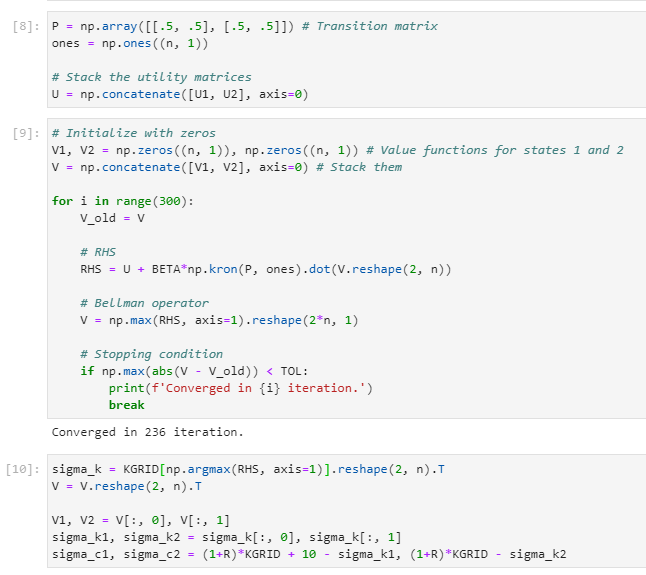 [8]: P = np.array([[.5, .5], [.5, .5]]) # Transition matrix
ones = np.ones((n, 1))
# Stack the utility matrices
U = np.concatenate([U1, U2], axis=0)
[9]: # Initialize with zeros
V1, V2 = np.zeros((n, 1)), np.zeros((n, 1)) # Value functions for states 1 and 2
V = np.concatenate([V1, V2], axis=0) # Stack them
for i in range(300):
    V_old = V
    # RHS
    RHS = U + BETA*np.kron(P, ones).dot(V.reshape(2, n))
    # Bellman operator
    V = np.max(RHS, axis=1).reshape(2*n, 1)
    # Stopping condition
    if np.max(abs(V - V_old)) < TOL:
        print(f'Converged in {i} iteration.')
        break
Converged in 236 iteration.
[10]: sigma_k = KGRID[np.argmax(RHS, axis=1)].reshape(2, n).T
V = V.reshape(2, n).T
V1, V2 = V[:, 0], V[:, 1]
sigma_k1, sigma_k2 = sigma_k[:, 0], sigma_k[:, 1]
sigma_c1, sigma_c2 = (1+R)*KGRID + 10 - sigma_k1, (1+R)*KGRID - sigma_k2